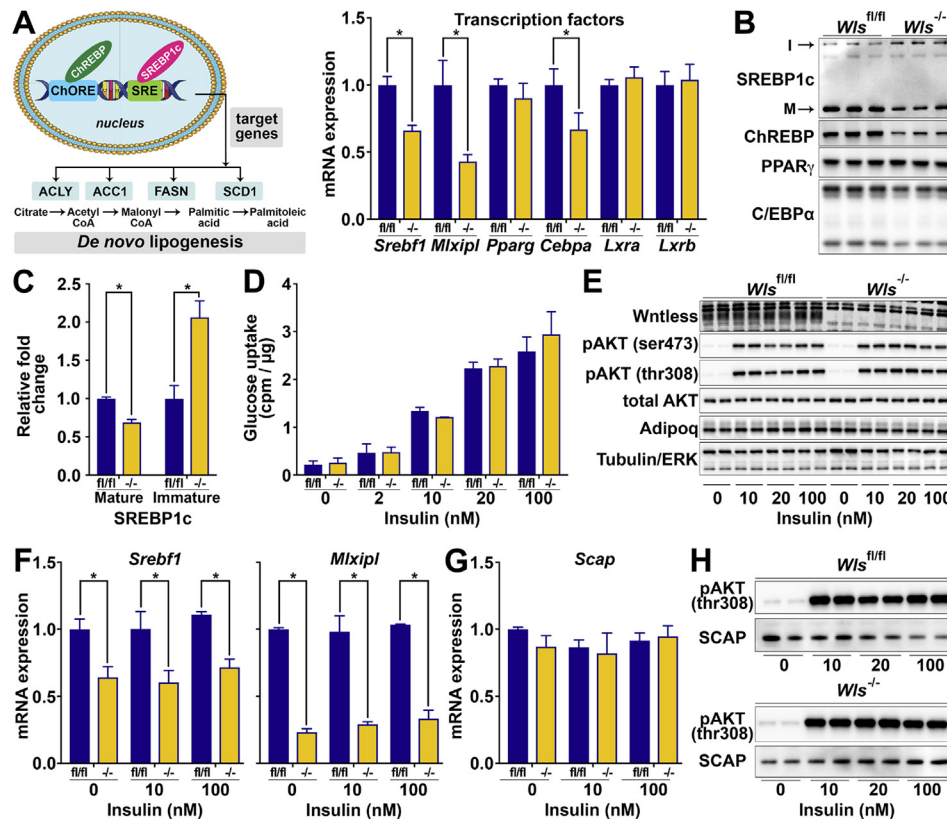 A
ChREBP
SREBP1c
ChORE
SRE
nucleus
target
genes
ACLY ACC1 FASN SCD1
Citrate → Acetyl CoA → Malonyl CoA → Palmitic acid → Palmitoleic acid
De novo lipogenesis
Transcription factors
mRNA expression
1.5
1.0
0.5
0.0
* * *
fl/fl -/- fl/fl -/- fl/fl -/- fl/fl -/- fl/fl -/- fl/fl -/-
Srebf1 Mlxipl Pparg Cebpa Lxra Lxrb
B
Wls fl/fl Wls -/-
I →
SREBP1c
M →
ChREBP
PPARγ
C/EBPα
C
Relative fold
change
2.5
2.0
1.5
1.0
0.5
0.0
* *
fl/fl -/- fl/fl -/-
Mature Immature
SREBP1c
D
Glucose uptake
(cpm / µg)
4
3
2
1
0
fl/fl -/- fl/fl -/- fl/fl -/- fl/fl -/- fl/fl -/-
0 2 10 20 100
Insulin (nM)
E
Wls fl/fl Wls -/-
Wntless
pAKT (ser473)
pAKT (thr308)
total AKT
Adipoq
Tubulin/ERK
0 10 20 100 0 10 20 100
Insulin (nM)
F
Srebf1
mRNA expression
1.5
1.0
0.5
0.0
* * *
fl/fl -/- fl/fl -/- fl/fl -/-
0 10 100
Insulin (nM)
Mlxipl
* * *
fl/fl -/- fl/fl -/- fl/fl -/-
0 10 100
Insulin (nM)
G
Scap
mRNA expression
1.5
1.0
0.5
0.0
fl/fl -/- fl/fl -/- fl/fl -/-
0 10 100
Insulin (nM)
H
Wls fl/fl
pAKT
(thr308)
SCAP
0 10 20 100
Wls -/-
pAKT
(thr308)
SCAP
0 10 20 100
Insulin (nM)